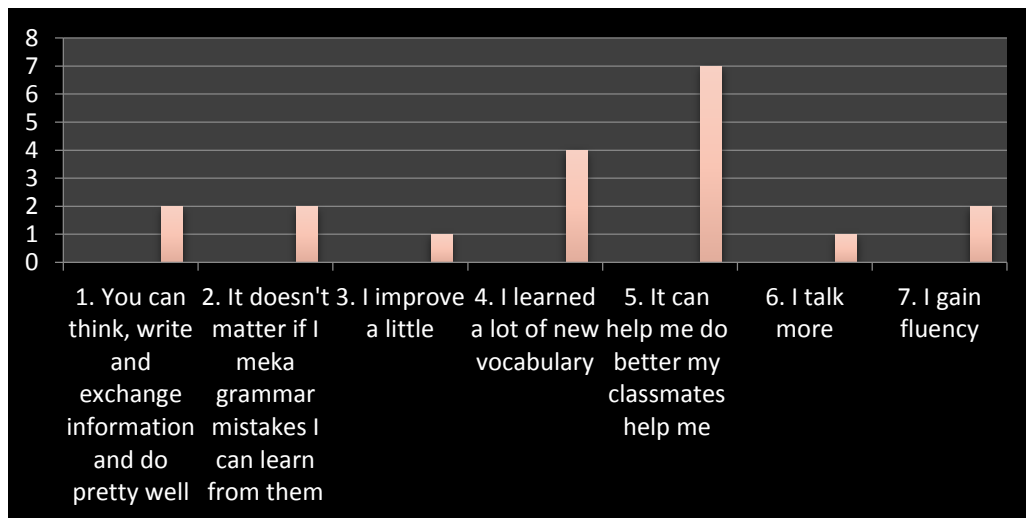 8
7
6
5
4
3
2
1
0
1. You can
think, write
and
exchange
information
and do
pretty well
2. It doesn't
matter if I
meka
grammar
mistakes I
can learn
from them
3. I improve
a little
4. I learned
a lot of new
vocabulary
5. It can
help me do
better my
classmates
help me
6. I talk
more
7. I gain
fluency